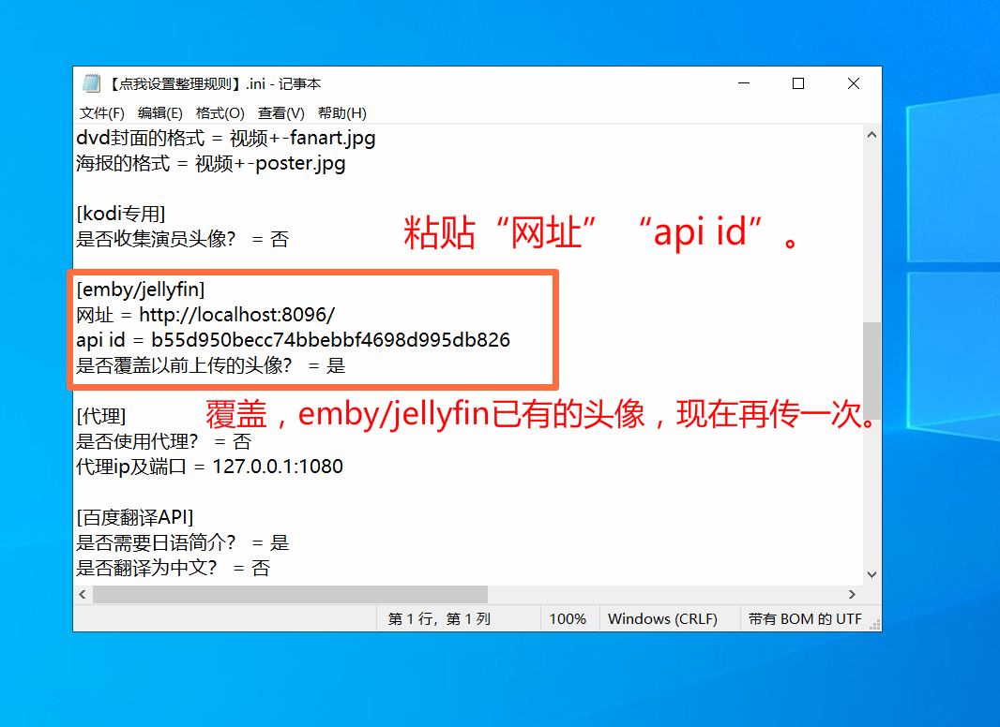 【点我设置整理规则】.ini - 记事本
文件(F) 编辑(E) 格式(O) 查看(V) 帮助(H)
dvd封面的格式 = 视频+-fanart.jpg
海报的格式 = 视频+-poster.jpg
[kodi专用]
是否收集演员头像？ = 否
粘贴“网址” “api id”。
[emby/jellyfin]
网址 = http://localhost:8096/
api id = b55d950becc74bbebbf4698d995db826
是否覆盖以前上传的头像？ = 是
覆盖，emby/jellyfin已有的头像，现在再传一次。
[代理]
是否使用代理？ = 否
代理ip及端口 = 127.0.0.1:1080
[百度翻译API]
是否需要日语简介？ = 是
是否翻译为中文？ = 否
第 1 行，第 1 列 100% Windows (CRLF) 带有 BOM 的 UTF